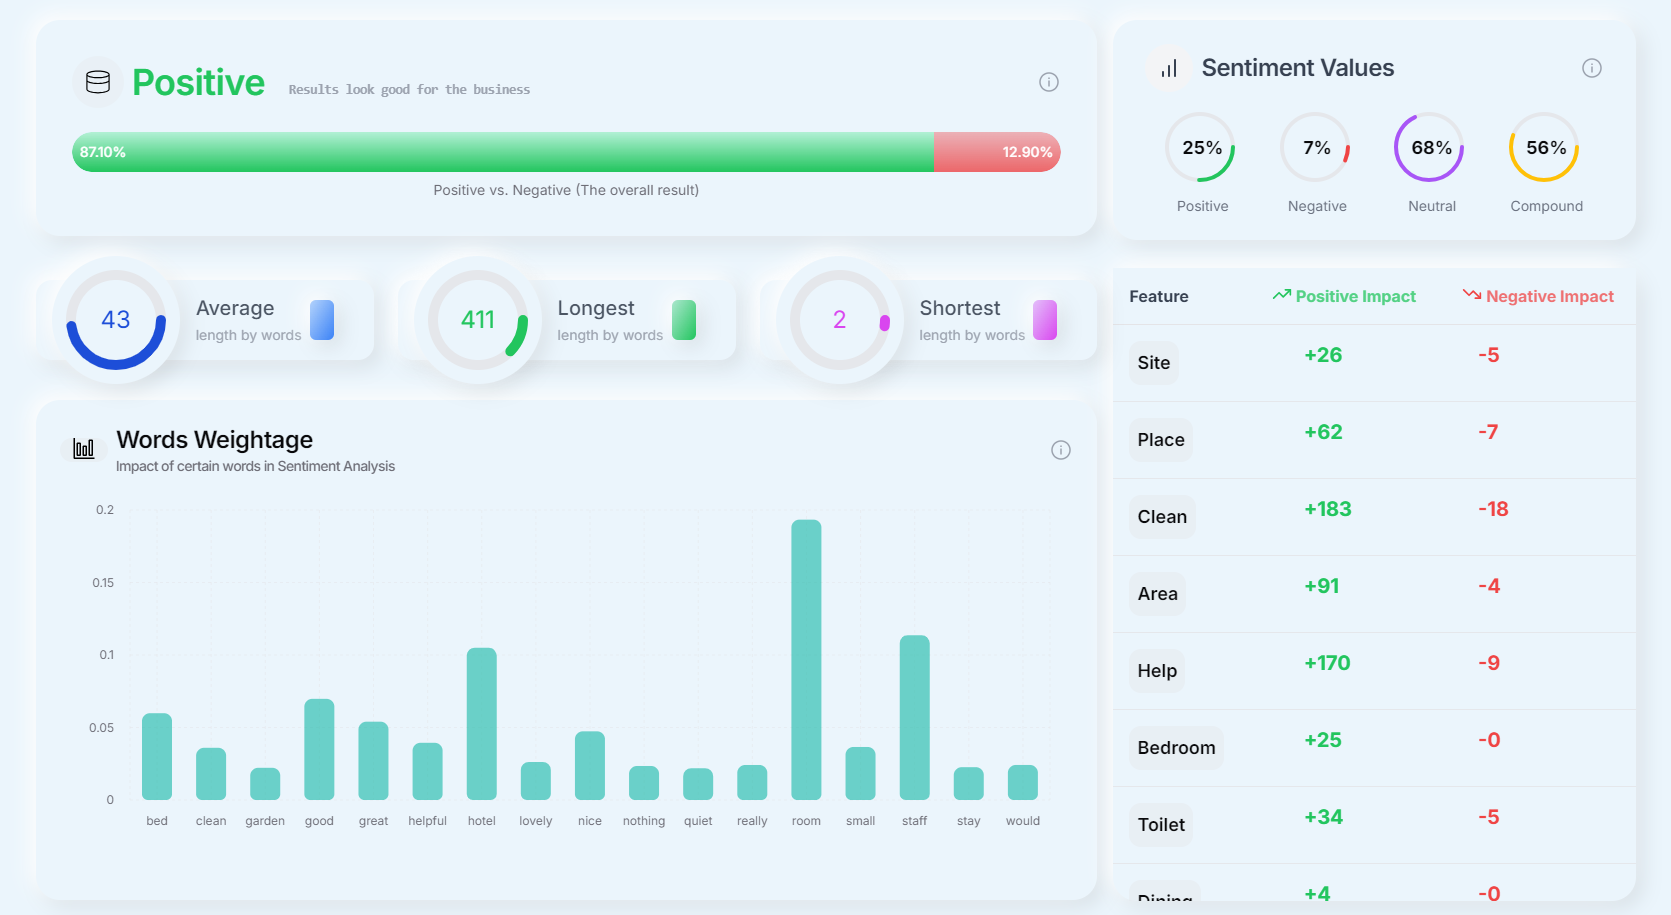 Positive Results look good for the business
87.10% 12.90%
Positive vs. Negative (The overall result)
Sentiment Values
25% 7% 68% 56%
Positive Negative Neutral Compound
43 Average
length by words
411 Longest
length by words
2 Shortest
length by words
Words Weightage
Impact of certain words in Sentiment Analysis
0.2
0.15
0.1
0.05
0
bed clean garden good great helpful hotel lovely nice nothing quiet really room small staff stay would
Feature Positive Impact Negative Impact
Site +26 -5
Place +62 -7
Clean +183 -18
Area +91 -4
Help +170 -9
Bedroom +25 -0
Toilet +34 -5
Dining +4 -0